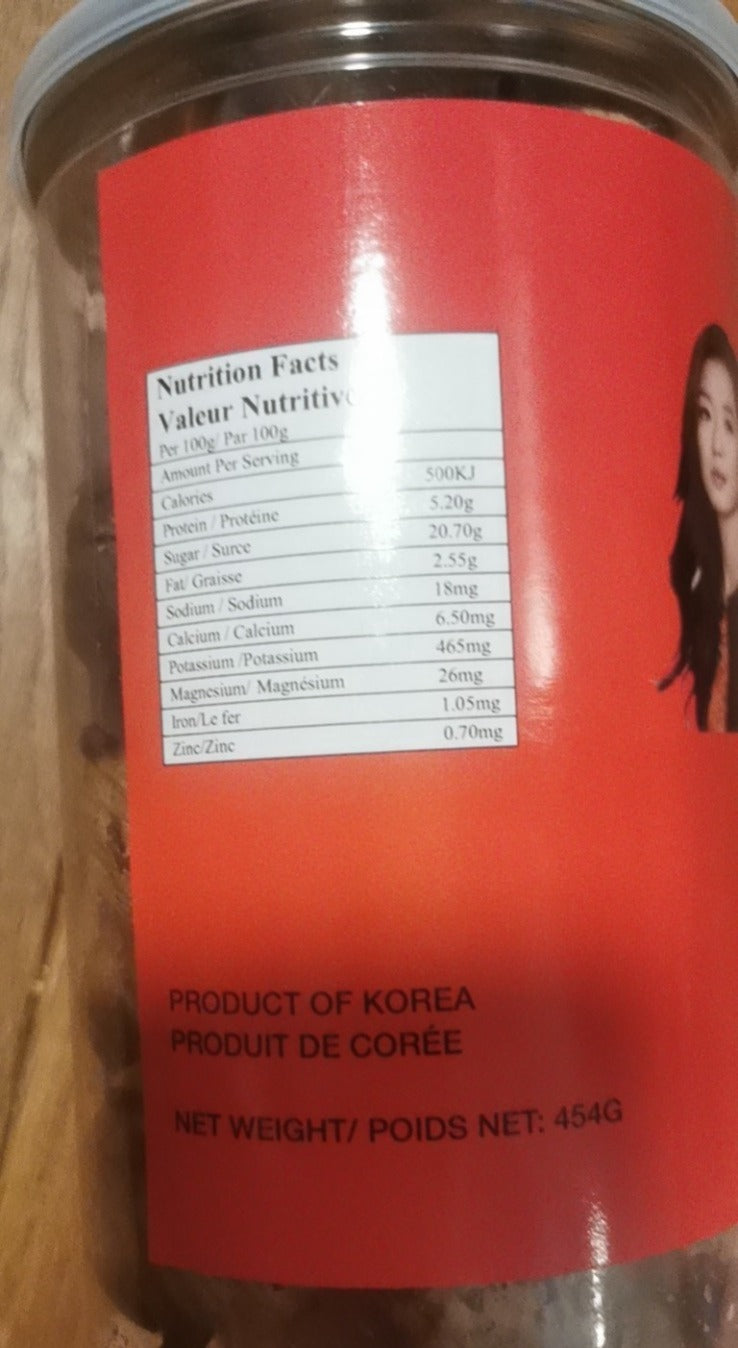 Nutrition Facts
Valeur Nutritive
Per 100g/ Par 100g
Amount Per Serving
Calories 500KJ
Protein / Protéine 5.20g
Sugar / Surce 20.70g
Fat/ Graisse 2.55g
Sodium / Sodium 18mg
Calcium / Calcium 6.50mg
Potassium /Potassium 465mg
Magnesium/ Magnésium 26mg
Iron/Le fer 1.05mg
Zinc/Zinc 0.70mg
PRODUCT OF KOREA
PRODUIT DE CORÉE
NET WEIGHT/ POIDS NET: 454G